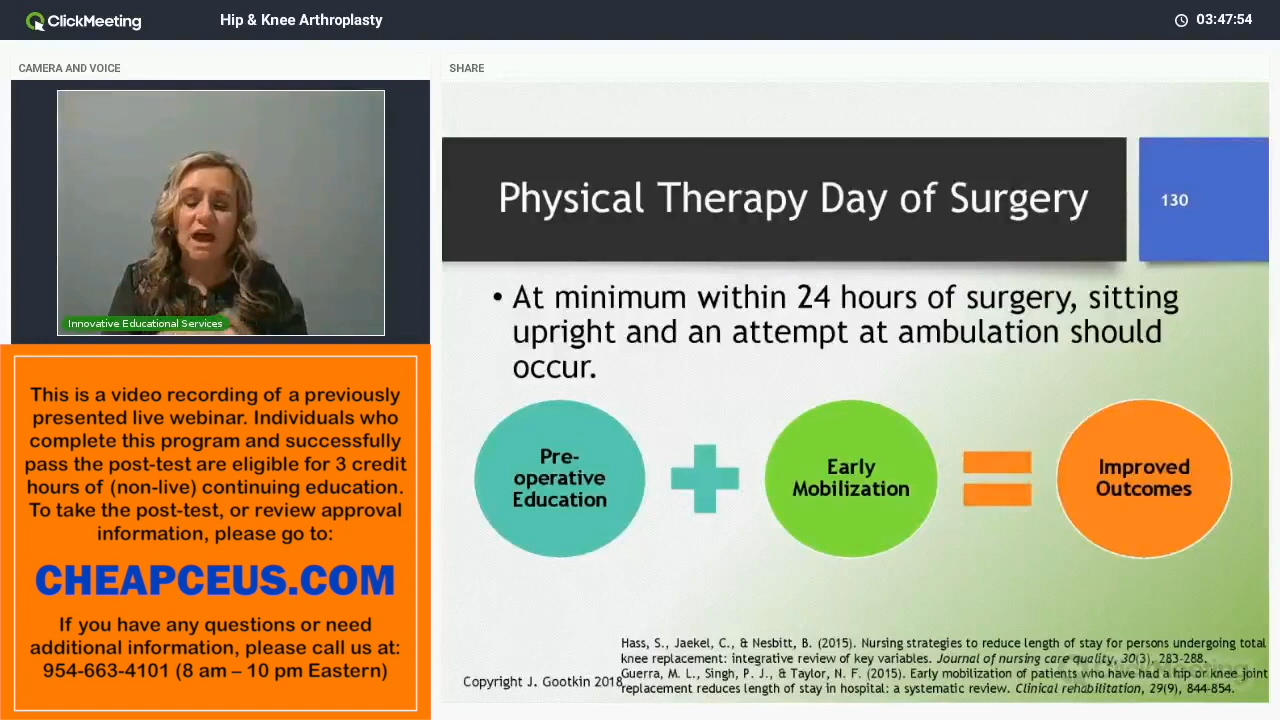 ClickMeeting
Hip & Knee Arthroplasty
03:47:54
CAMERA AND VOICE
SHARE
Innovative Educational Services
This is a video recording of a previously
presented live webinar. Individuals who
complete this program and successfully
pass the post-test are eligible for 3 credit
hours of (non-live) continuing education.
To take the post-test, or review approval
information, please go to:
CHEAPCEUS.COM
If you have any questions or need
additional information, please call us at:
954-663-4101 (8 am – 10 pm Eastern)
Physical Therapy Day of Surgery
130
• At minimum within 24 hours of surgery, sitting
upright and an attempt at ambulation should
occur.
Pre-
operative
Education
Early
Mobilization
Improved
Outcomes
Hass, S., Jaekel, C., & Nesbitt, B. (2015). Nursing strategies to reduce length of stay for persons undergoing total
knee replacement: integrative review of key variables. Journal of nursing care quality, 30(3), 283-288.
Guerra, M. L., Singh, P. J., & Taylor, N. F. (2015). Early mobilization of patients who have had a hip or knee joint
replacement reduces length of stay in hospital: a systematic review. Clinical rehabilitation, 29(9), 844-854.
Copyright J. Gootkin 2018
ClickMeeting